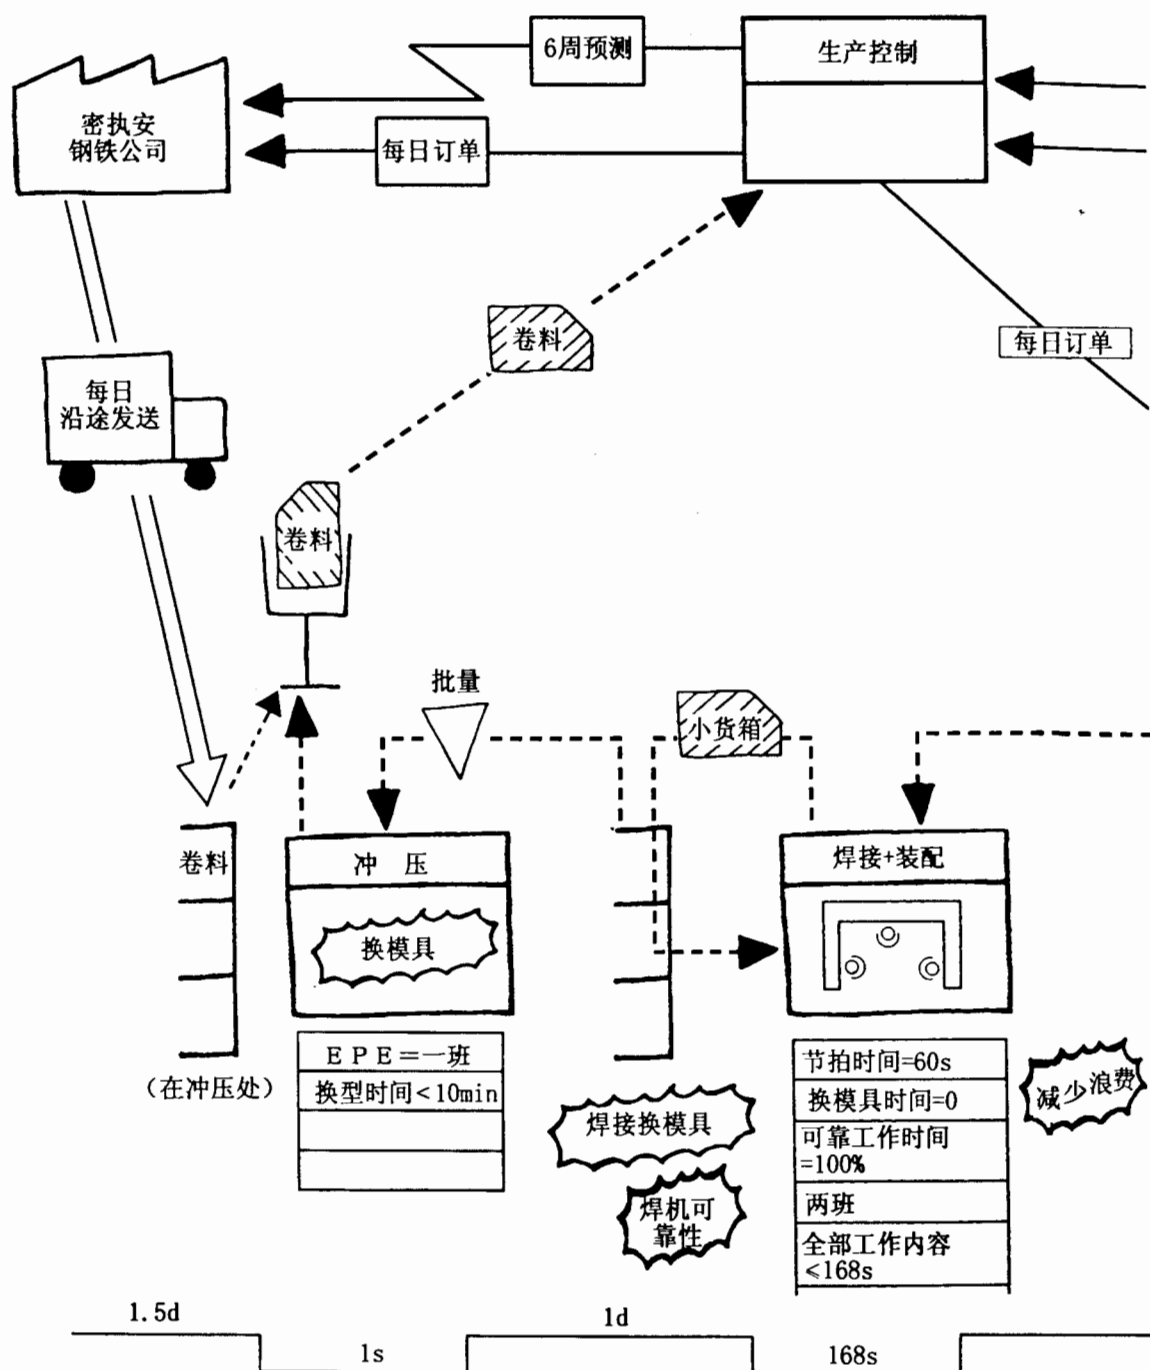 6周预测
生产控制
密执安
钢铁公司
每日订单
卷料
每日订单
每日
沿途发送
卷料
批量
小货箱
卷料
冲 压
焊接+装配
换模具
(在冲压处)
EPE=一班
换型时间<10min
焊接换模具
焊机可
靠性
节拍时间=60s
换模具时间=0
可靠工作时间
=100%
两班
全部工作内容
≤168s
减少浪费
1.5d
1s
1d
168s